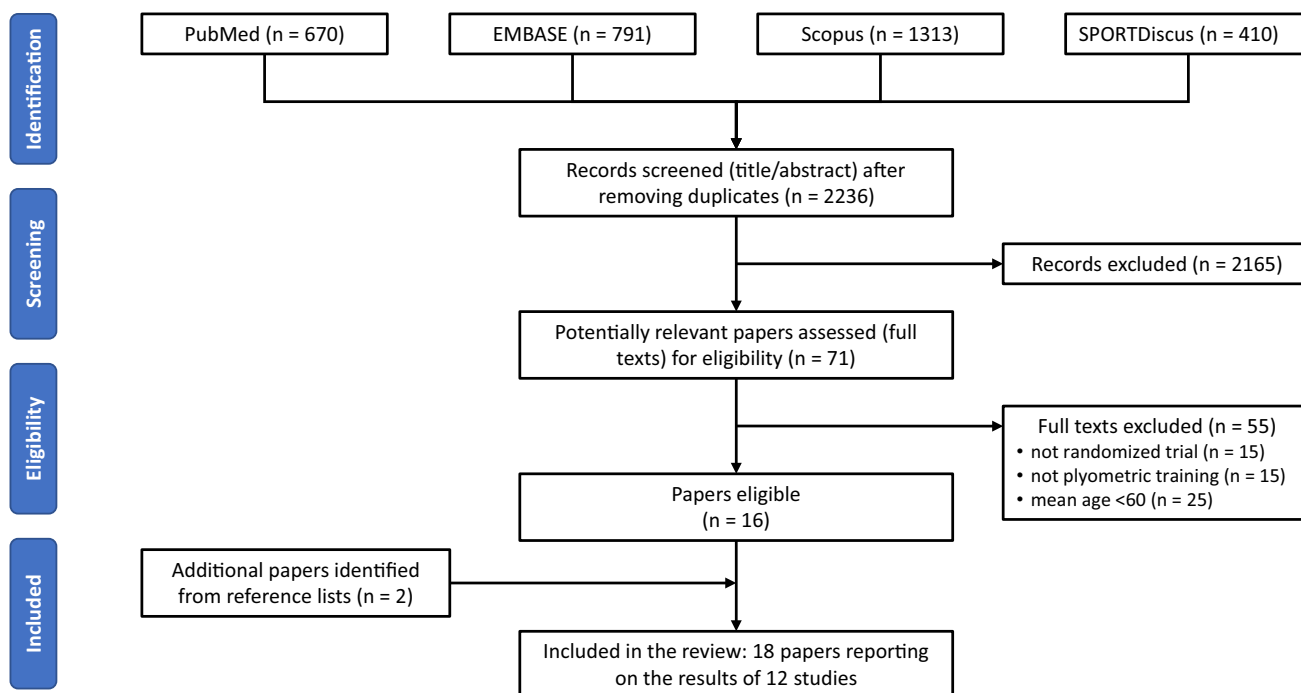 Identification
PubMed (n = 670)
EMBASE (n = 791)
Scopus (n = 1313)
SPORTDiscus (n = 410)
Records screened (title/abstract) after
removing duplicates (n = 2236)
Screening
Records excluded (n = 2165)
Potentially relevant papers assessed (full
texts) for eligibility (n = 71)
Eligibility
Full texts excluded (n = 55)
• not randomized trial (n = 15)
• not plyometric training (n = 15)
• mean age <60 (n = 25)
Papers eligible
(n = 16)
Included
Additional papers identified
from reference lists (n = 2)
Included in the review: 18 papers reporting
on the results of 12 studies